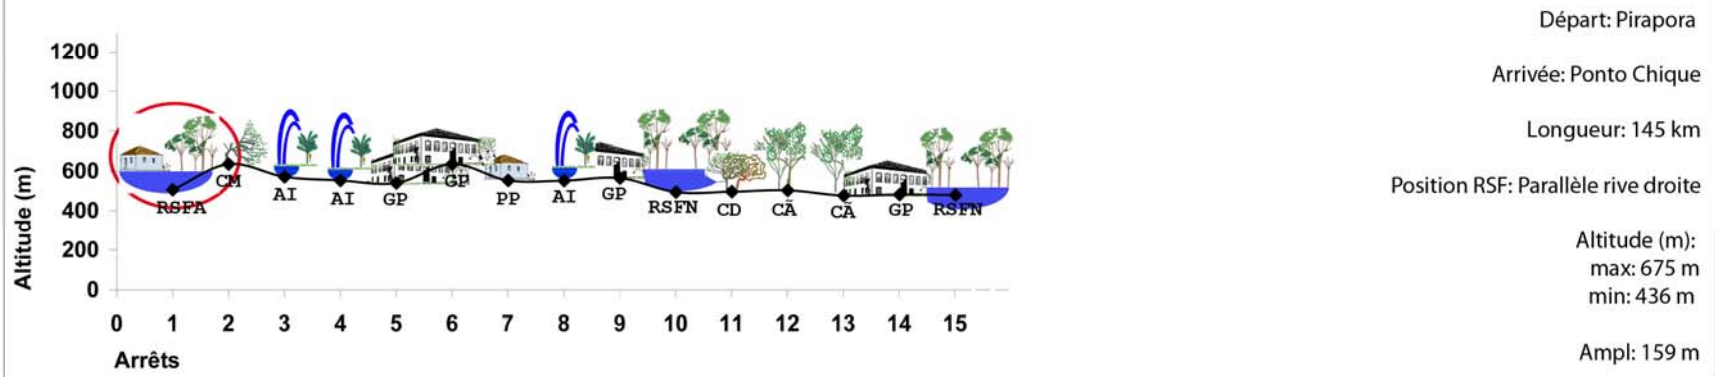 1200
1000
800
600
400
200
0
Altitude (m)
RSFA
CM
AI
AI
GP
GP
PP
AI
GP
RSFN
CD
CÃ
CÃ
GP
RSFN
0 1 2 3 4 5 6 7 8 9 10 11 12 13 14 15
Arrêts
Départ: Pirapora
Arrivée: Ponto Chique
Longueur: 145 km
Position RSF: Parallèle rive droite
Altitude (m):
max: 675 m
min: 436 m
Ampl: 159 m